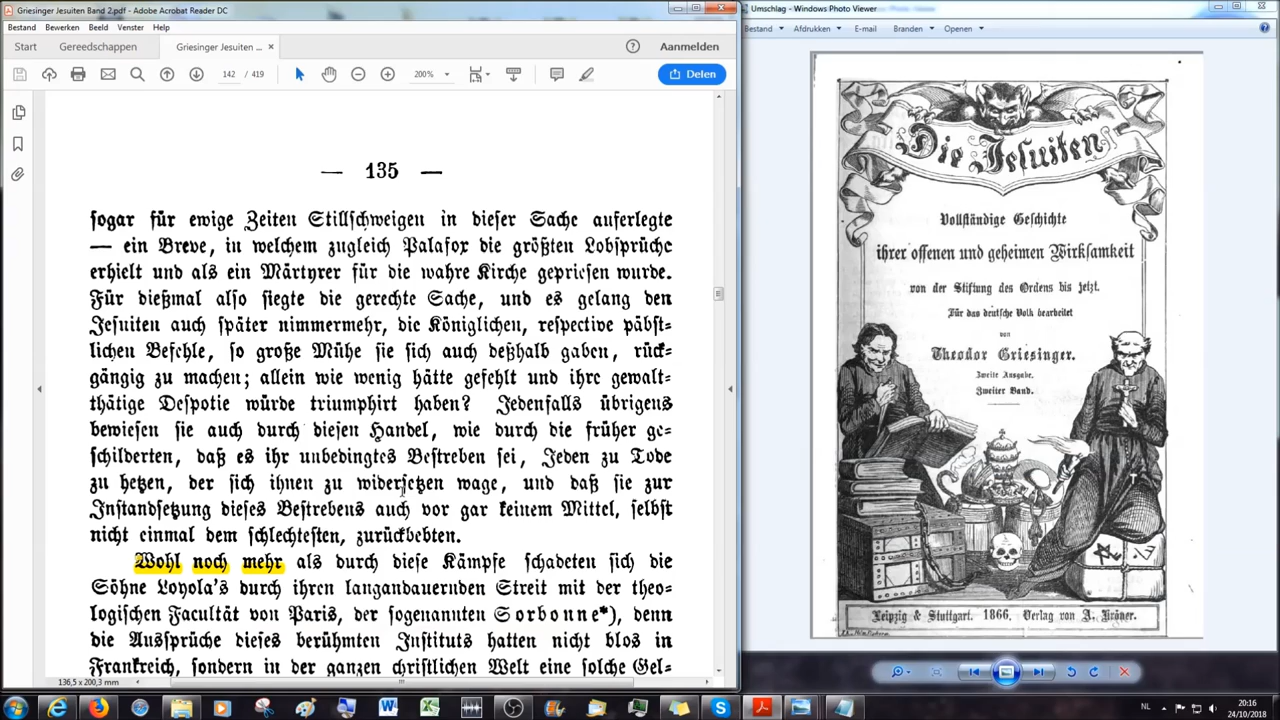 Griesinger Jesuiten Band 2.pdf - Adobe Acrobat Reader DC
Bestand Bewerken Beeld Venster Help
Start Gereedschappen Griesinger Jesuiten ... × Aanmelden
142 / 419 200% Delen
— 135 —
sogar für ewige Zeiten Stillschweigen in dieser Sache auferlegte
— ein Breve, in welchem zugleich Palafox die größten Lobsprüche
erhielt und als ein Märtyrer für die wahre Kirche gepriesen wurde.
Für dießmal also siegte die gerechte Sache, und es gelang den
Jesuiten auch später nimmermehr, die Königlichen, respective päbst-
lichen Befehle, so große Mühe sie sich auch deßhalb gaben, rück-
gängig zu machen; allein wie wenig hätte gefehlt und ihre gewalt-
thätige Despotie würde triumphirt haben? Jedenfalls übrigens
bewiesen sie auch durch diesen Handel, wie durch die früher ge-
schilderten, daß es ihr unbedingtes Bestreben sei, Jeden zu Tode
zu hetzen, der sich ihnen zu widersetzen wage, und daß sie zur
Instandsetzung dieses Bestrebens auch vor gar keinem Mittel, selbst
nicht einmal dem schlechtesten, zurückbebten.
Wohl noch mehr als durch diese Kämpfe schadeten sich die
Söhne Loyola's durch ihren langandauernden Streit mit der theo-
logischen Facultät von Paris, der sogenannten Sorbonne*), denn
die Aussprüche dieses berühmten Instituts hatten nicht blos in
Frankreich, sondern in der ganzen christlichen Welt eine solche Gel-
136,5 x 200,3 mm
Umschlag - Windows Photo Viewer
Bestand Afdrukken E-mail Branden Openen
Die Jesuiten
Vollständige Geschichte
ihrer offenen und geheimen Wirksamkeit
von der Stiftung des Ordens bis jetzt.
Für das deutsche Volk bearbeitet
von
Theodor Griesinger.
Zweite Ausgabe.
Zweiter Band.
Leipzig & Stuttgart. 1866. Verlag von A. Kröner.
NL
20:16
24/10/2018